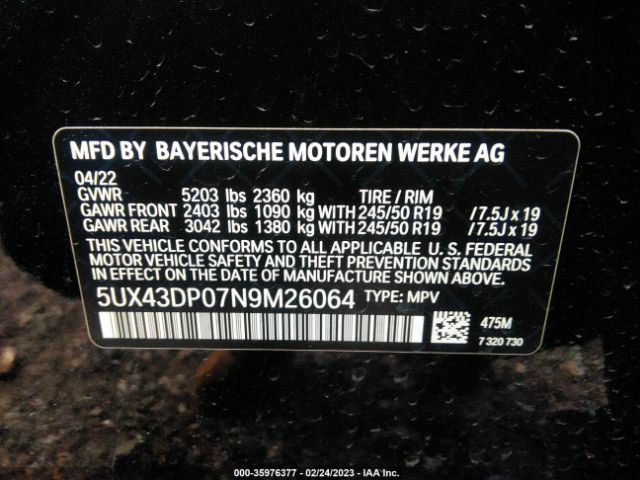 MFD BY BAYERISCHE MOTOREN WERKE AG
04/22
GVWR 5203 lbs 2360 kg TIRE / RIM
GAWR FRONT 2403 lbs 1090 kg WITH 245/50 R19 / 7.5J x 19
GAWR REAR 3042 lbs 1380 kg WITH 245/50 R19 / 7.5J x 19
THIS VEHICLE CONFORMS TO ALL APPLICABLE U. S. FEDERAL
MOTOR VEHICLE SAFETY, BUMPER, AND THEFT PREVENTION
STANDARDS IN EFFECT ON THE DATE OF MANUFACTURE SHOWN ABOVE.
5UX43DP07N9M26064 TYPE: MPV
475M
7 320 730
000-35976377 - 02/24/2023 - IAA Inc.